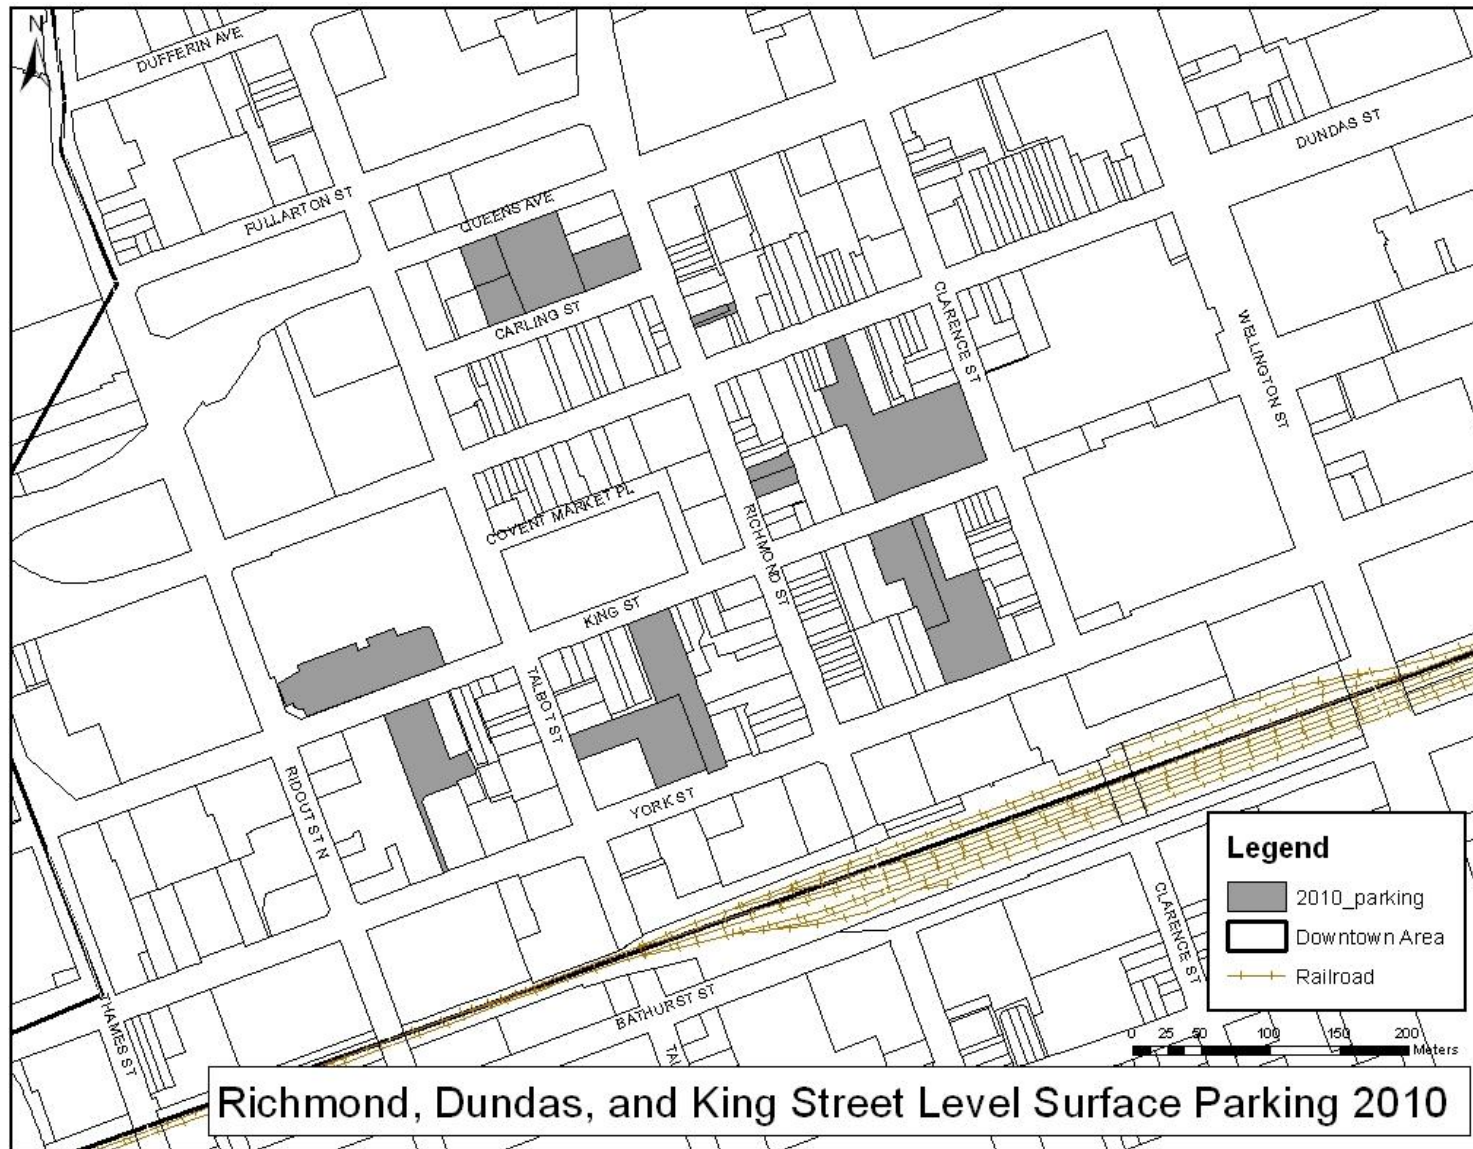 N
DUFFERIN AVE
DUNDAS ST
FULLARTON ST
QUEENS AVE
CARLING ST
CLARENCE ST
WELLINGTON ST
COVENT MARKET PL
RICHMOND ST
KING ST
TALBOT ST
RIDOUT ST N
YORK ST
Legend
2010_parking
Downtown Area
Railroad
CLARENCE ST
BATHURST ST
THAMES ST
TAL
0 25 50 100 150 200
Meters
Richmond, Dundas, and King Street Level Surface Parking 2010